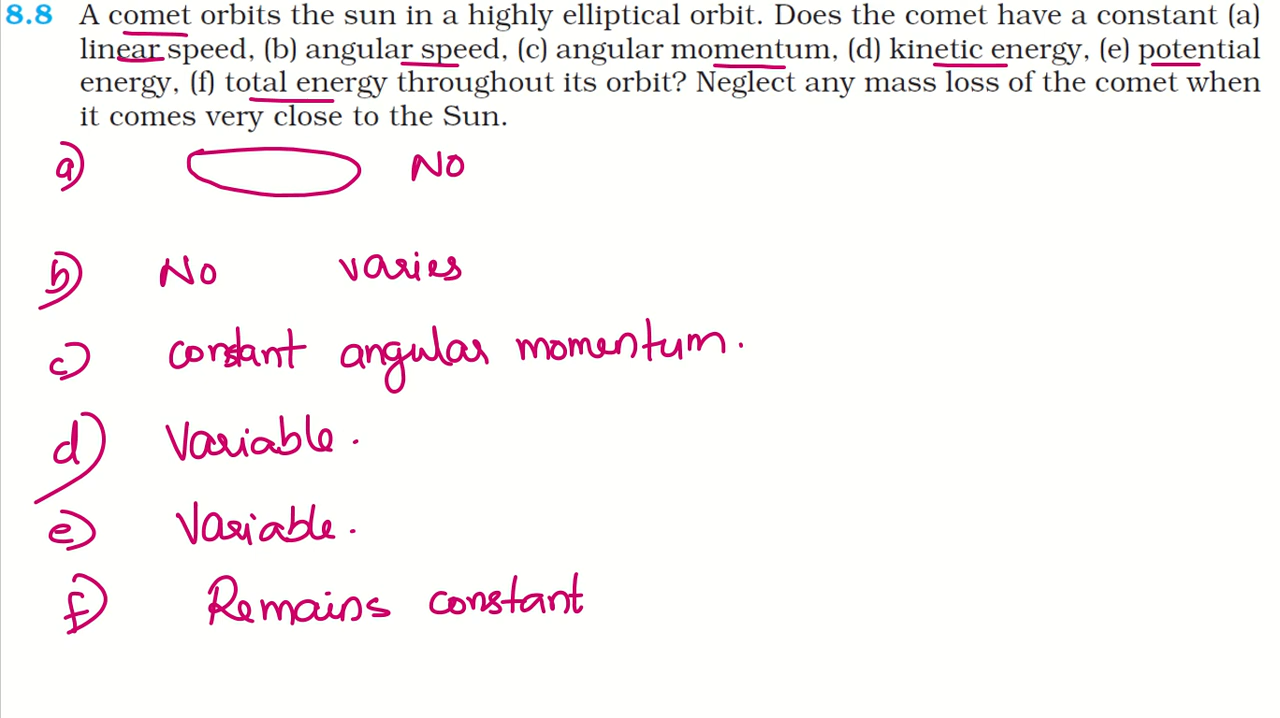 8.8 A comet orbits the sun in a highly elliptical orbit. Does the comet have a constant (a)
linear speed, (b) angular speed, (c) angular momentum, (d) kinetic energy, (e) potential
energy, (f) total energy throughout its orbit? Neglect any mass loss of the comet when
it comes very close to the Sun.
a) NO
b) No varies
c) constant angular momentum.
d) Variable.
e) Variable.
f) Remains constant